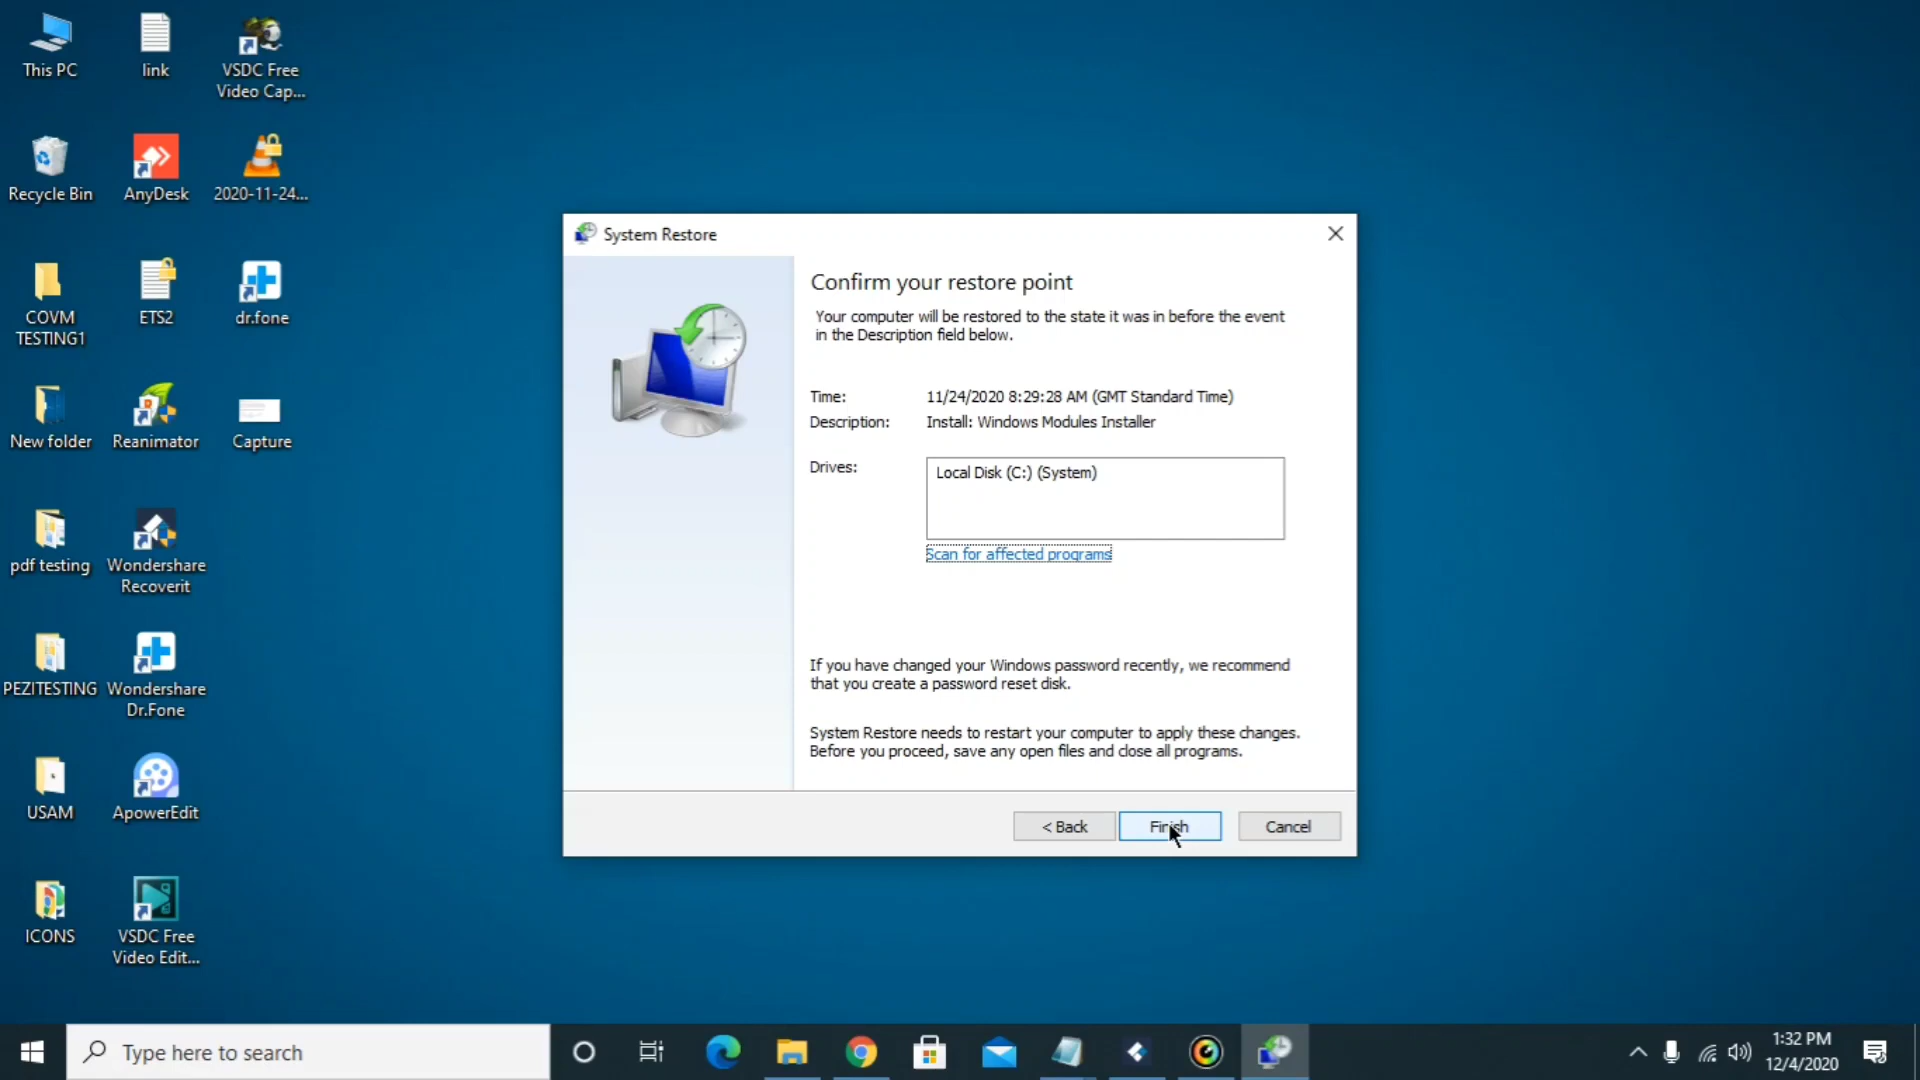 This PC
link
VSDC Free
Video Cap...
Recycle Bin
AnyDesk
2020-11-24...
COVM
TESTING1
ETS2
dr.fone
New folder
Reanimator
Capture
pdf testing
Wondershare
Recoverit
PEZITESTING
Wondershare
Dr.Fone
USAM
ApowerEdit
ICONS
VSDC Free
Video Edit...
System Restore
Confirm your restore point
Your computer will be restored to the state it was in before the event
in the Description field below.
Time: 11/24/2020 8:29:28 AM (GMT Standard Time)
Description: Install: Windows Modules Installer
Drives: Local Disk (C:) (System)
Scan for affected programs
If you have changed your Windows password recently, we recommend
that you create a password reset disk.
System Restore needs to restart your computer to apply these changes.
Before you proceed, save any open files and close all programs.
< Back Finish Cancel
Type here to search
1:32 PM
12/4/2020